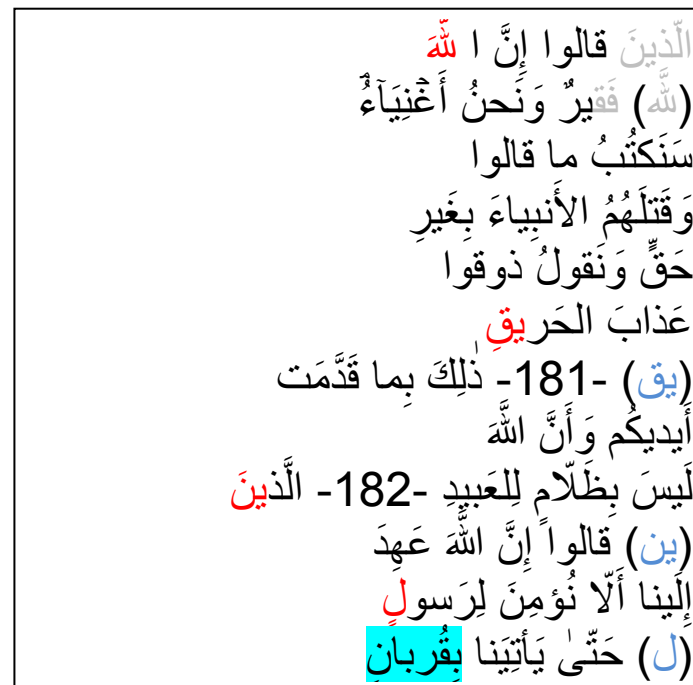 الَّذينَ قالوا إِنَّ ا للَّهَ
(للَّه) فَقيرٌ وَنَحنُ أَغْنِيَآءُ
سَنَكتُبُ ما قالوا
وَقَتلَهُمُ الأَنبِياءَ بِغَيرِ
حَقٍّ وَنَقولُ ذوقوا
عَذابَ الحَريقِ
(يق) -181- ذٰلِكَ بِما قَدَّمَت
أَيديكُم وَأَنَّ اللَّهَ
لَيسَ بِظَلّامٍ لِلعَبيدِ -182- الَّذينَ
(ين) قالوا إِنَّ اللَّهَ عَهِدَ
إِلَينا أَلّا نُؤمِنَ لِرَسولٍ
(ل) حَتّىٰ يَأتِيَنا بِقُربانٍ